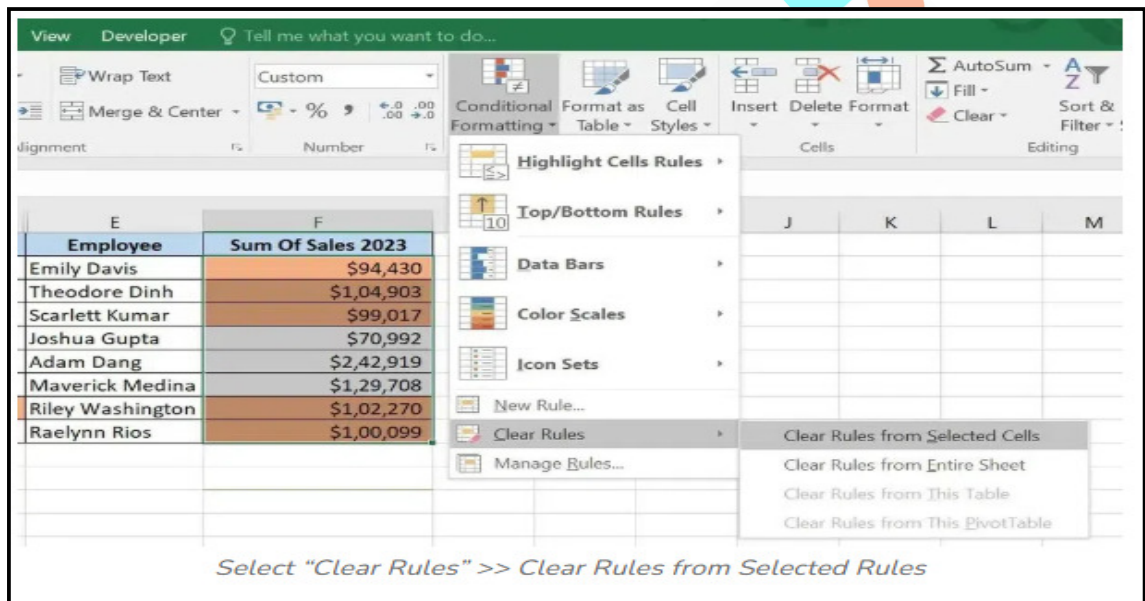 View Developer Tell me what you want to do...
Wrap Text Custom AutoSum
Merge & Center % Conditional Formatting Format as Table Cell Styles Insert Delete Format Fill Clear Sort & Filter
lignment Number Cells Editing
Highlight Cells Rules
Top/Bottom Rules
Data Bars
Color Scales
Icon Sets
New Rule...
Clear Rules
Manage Rules...
Clear Rules from Selected Cells
Clear Rules from Entire Sheet
Clear Rules from This Table
Clear Rules from This PivotTable
E F J K L M
Employee Sum Of Sales 2023
Emily Davis $94,430
Theodore Dinh $1,04,903
Scarlett Kumar $99,017
Joshua Gupta $70,992
Adam Dang $2,42,919
Maverick Medina $1,29,708
Riley Washington $1,02,270
Raelynn Rios $1,00,099
Select “Clear Rules” >> Clear Rules from Selected Rules